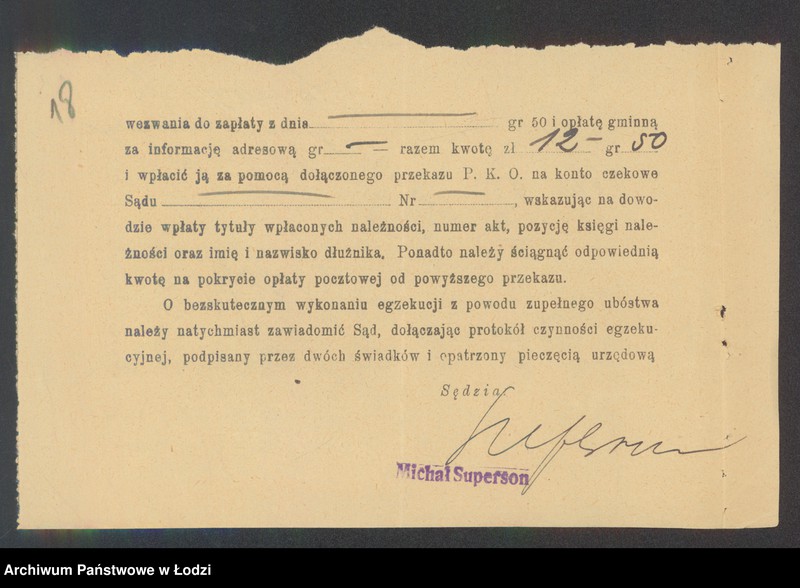 18
wezwania do zapłaty z dnia — gr 50 i opłatę gminną
za informację adresową gr — — razem kwotę zł 12 — gr 50
i wpłacić ją za pomocą dołączonego przekazu P. K. O. na konto czekowe
Sądu — Nr —, wskazując na dowo-
dzie wpłaty tytuły wpłaconych należności, numer akt, pozycję księgi nale-
żności oraz imię i nazwisko dłużnika. Ponadto należy ściągnąć odpowiednią
kwotę na pokrycie opłaty pocztowej od powyższego przekazu.
O bezskutecznym wykonaniu egzekucji z powodu zupełnego ubóstwa
należy natychmiast zawiadomić Sąd, dołączając protokół czynności egzeku-
cyjnej, podpisany przez dwóch świadków i opatrzony pieczęcią urzędową
Sędzia
Superson
Michał Superson
Archiwum Państwowe w Łodzi